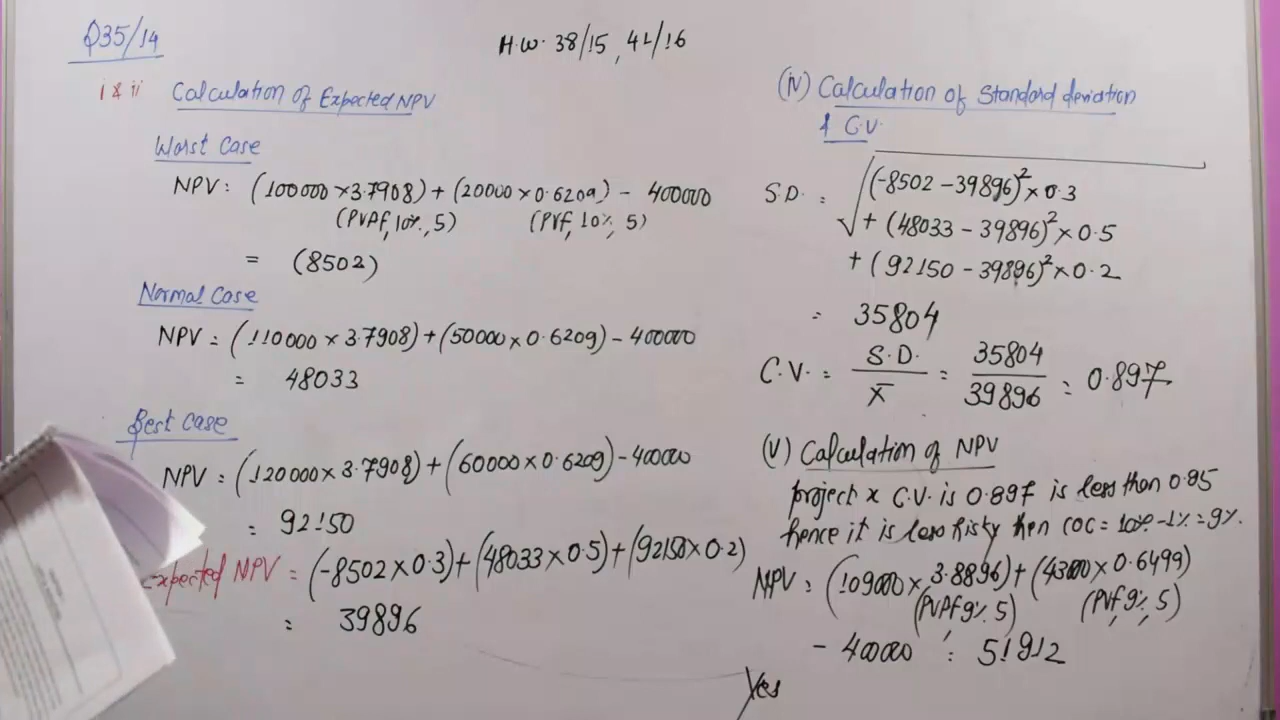 Q35/14
H.W. 38/15, 41/16
i & ii Calculation of Expected NPV
Worst Case
NPV = (100000 × 3.7908) + (20000 × 0.6209) - 400000
(PVAF, 10%, 5) (PVF, 10%, 5)
= (8502)
Normal Case
NPV = (110000 × 3.7908) + (50000 × 0.6209) - 400000
= 48033
Best Case
NPV = (120000 × 3.7908) + (60000 × 0.6209) - 400000
= 92150
Expected NPV = (-8502 × 0.3) + (48033 × 0.5) + (92150 × 0.2)
= 39896
(iv) Calculation of Standard deviation
& C.V.
S.D. = √(-8502 - 39896)² × 0.3
+ (48033 - 39896)² × 0.5
+ (92150 - 39896)² × 0.2
= 35804
C.V. = S.D. / x̄ = 35804 / 39896 = 0.897
(V) Calculation of NPV
project x C.V. is 0.897 is less then 0.95
hence it is less Risky then COC = 10% - 1% = 9%.
NPV = (109000 × 3.8896) + (43000 × 0.6499)
(PVAF 9%, 5) (PVF, 9%, 5)
- 400000 = 51912
Yes